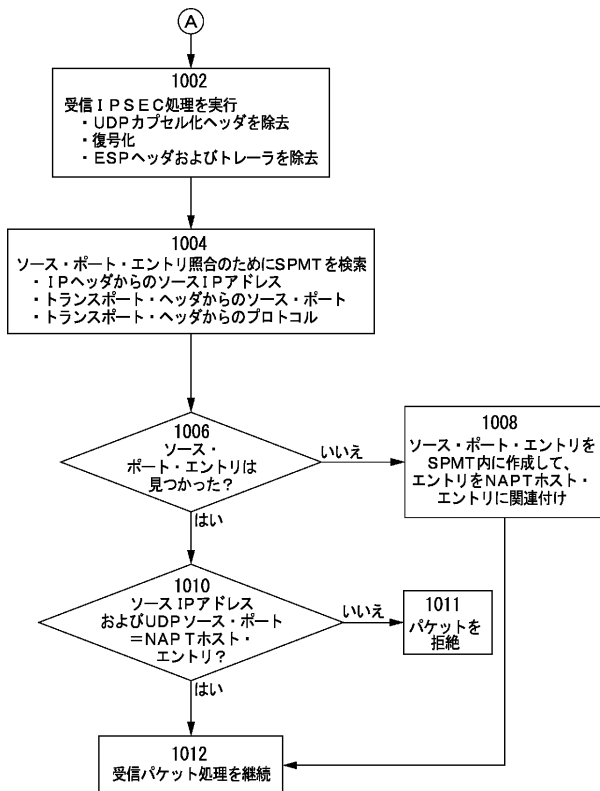 A
1002
受信IPSEC処理を実行
・UDPカプセル化ヘッダを除去
・復号化
・ESPヘッダおよびトレーラを除去
1004
ソース・ポート・エントリ照合のためにSPMTを検索
・IPヘッダからのソースIPアドレス
・トランスポート・ヘッダからのソース・ポート
・トランスポート・ヘッダからのプロトコル
1006
ソース・
ポート・エントリは
見つかった?
いいえ
はい
1008
ソース・ポート・エントリを
SPMT内に作成して、
エントリをNAPTホスト・
エントリに関連付け
1010
ソースIPアドレス
およびUDPソース・ポート
=NAPTホスト・
エントリ?
いいえ
はい
1011
パケットを
拒絶
1012
受信パケット処理を継続